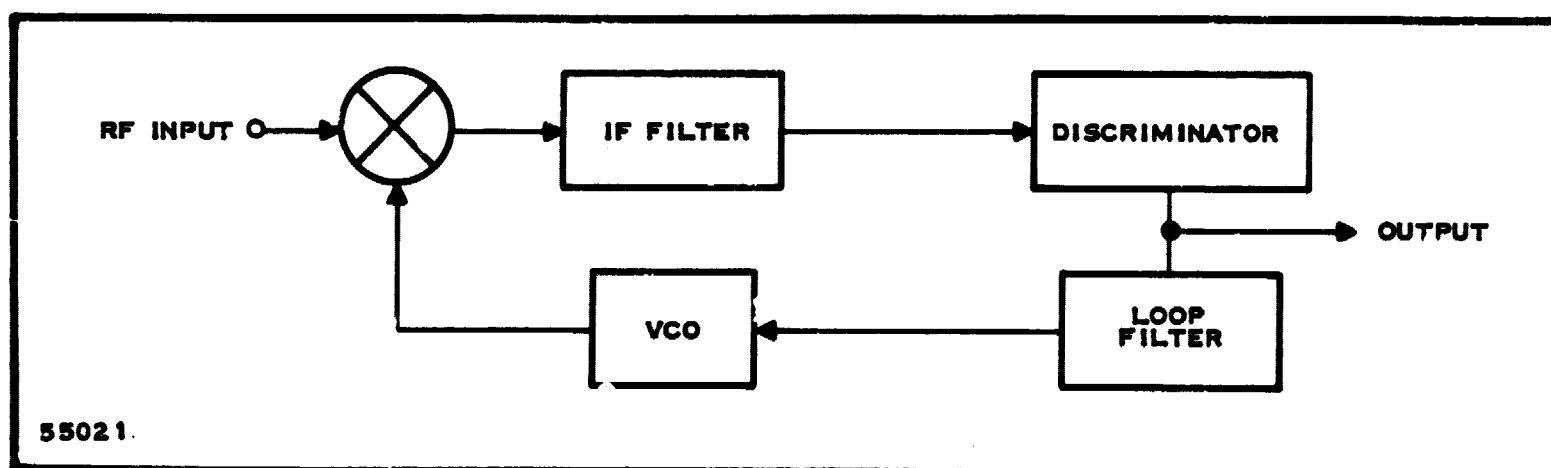 RF INPUT
IF FILTER
DISCRIMINATOR
OUTPUT
VCO
LOOP
FILTER
55021